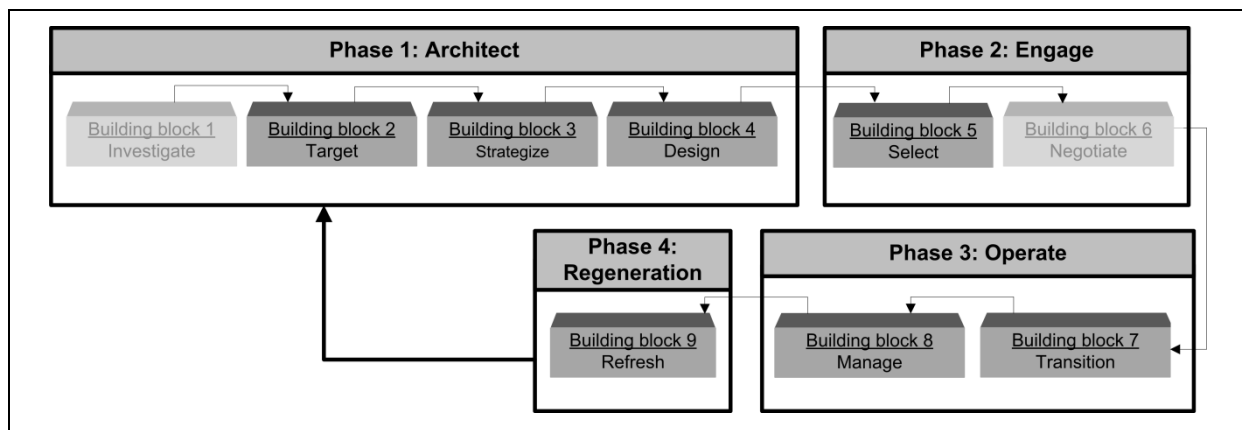 Phase 1: Architect
Building block 1
Investigate
Building block 2
Target
Building block 3
Strategize
Building block 4
Design
Phase 2: Engage
Building block 5
Select
Building block 6
Negotiate
Phase 4:
Regeneration
Building block 9
Refresh
Phase 3: Operate
Building block 8
Manage
Building block 7
Transition